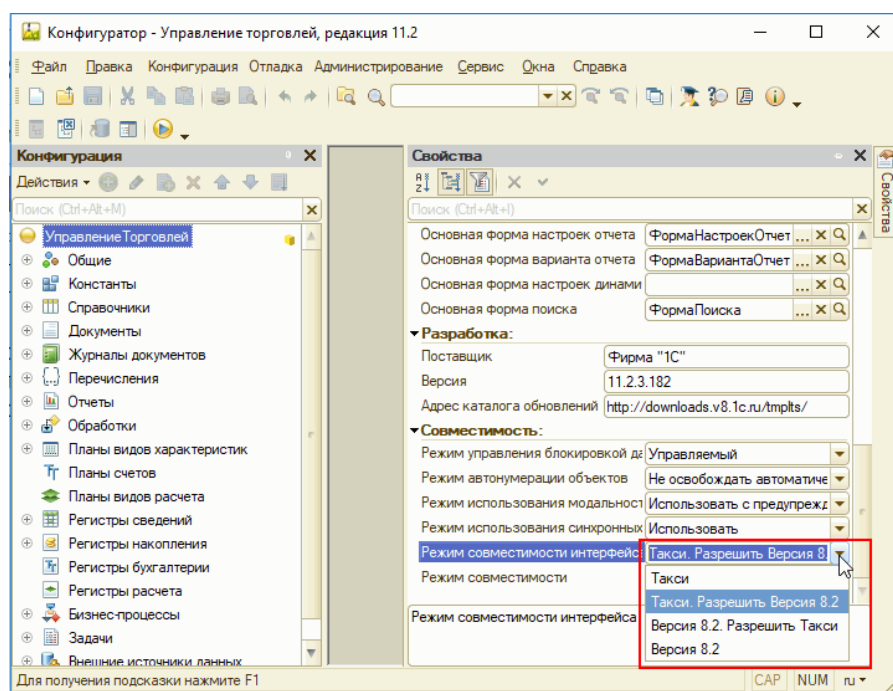 Конфигуратор - Управление торговлей, редакция 11.2
Файл Правка Конфигурация Отладка Администрирование Сервис Окна Справка
Конфигурация
Действия
Поиск (Ctrl+Alt+M)
УправлениеТорговлей
Общие
Константы
Справочники
Документы
Журналы документов
Перечисления
Отчеты
Обработки
Планы видов характеристик
Планы счетов
Планы видов расчета
Регистры сведений
Регистры накопления
Регистры бухгалтерии
Регистры расчета
Бизнес-процессы
Задачи
Внешние источники данных
Свойства
Поиск (Ctrl+Alt+I)
Основная форма настроек отчета ФормаНастроекОтчет ...
Основная форма варианта отчета ФормаВариантаОтчет ...
Основная форма настроек динами ...
Основная форма поиска ФормаПоиска ...
Разработка:
Поставщик Фирма "1С"
Версия 11.2.3.182
Адрес каталога обновлений http://downloads.v8.1c.ru/tmplts/
Совместимость:
Режим управления блокировкой да Управляемый
Режим автонумерации объектов Не освобождать автоматиче
Режим использования модальност Использовать с предупрежд
Режим использования синхронных Использовать
Режим совместимости интерфейс Такси. Разрешить Версия 8.
Режим совместимости
Такси
Такси. Разрешить Версия 8.2
Версия 8.2. Разрешить Такси
Версия 8.2
Режим совместимости интерфейса
Свойства
Для получения подсказки нажмите F1
CAP NUM ru